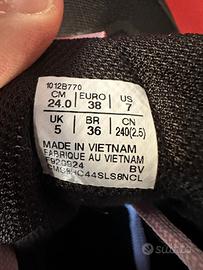 1012B770
CM EURO US
24.0 38 7
UK BR CN
5 36 240(2.5)
MADE IN VIETNAM
FABRIQUE AU VIETNAM
F920924 BV
Subito